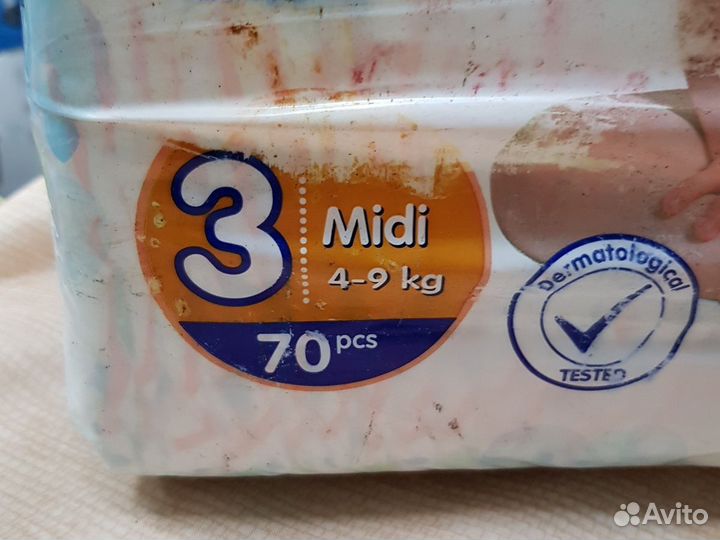 3
Midi
4-9 kg
70 pcs
Dermatological
TESTED
Avito